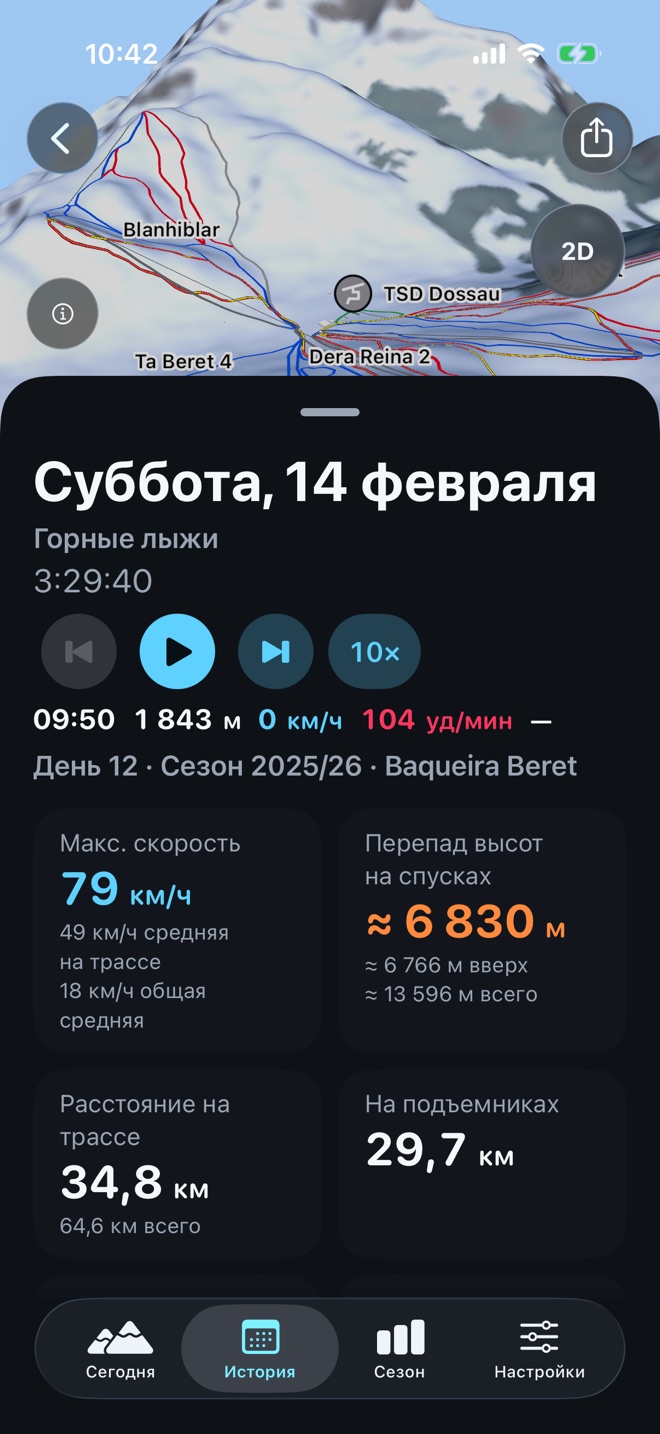 10:42
Blanhiblar
2D
TSD Dossau
Ta Beret 4
Dera Reina 2
Суббота, 14 февраля
Горные лыжи
3:29:40
10×
09:50 1 843 м 0 км/ч 104 уд/мин —
День 12 · Сезон 2025/26 · Baqueira Beret
Макс. скорость
79 км/ч
49 км/ч средняя
на трассе
18 км/ч общая
средняя
Перепад высот
на спусках
≈ 6 830 м
≈ 6 766 м вверх
≈ 13 596 м всего
Расстояние на
трассе
34,8 км
64,6 км всего
На подъемниках
29,7 км
Сегодня
История
Сезон
Настройки